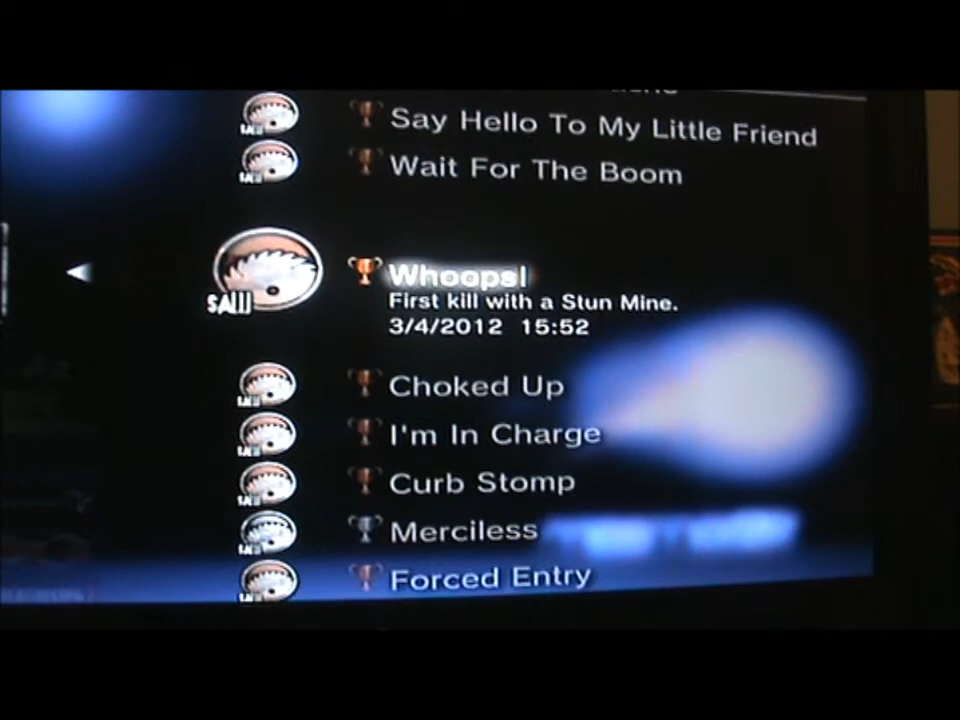 Say Hello To My Little Friend
Wait For The Boom
SAW
Whoops!
First kill with a Stun Mine.
3/4/2012 15:52
Choked Up
I'm In Charge
Curb Stomp
Merciless
Forced Entry